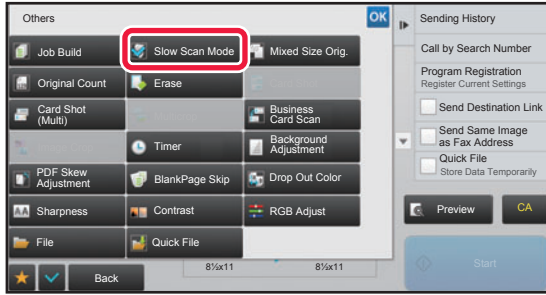 Others
OK
Job Build
Slow Scan Mode
Mixed Size Orig.
Original Count
Erase
Card Shot
(Multi)
Business
Card Scan
Timer
Background
Adjustment
PDF Skew
Adjustment
BlankPage Skip
Drop Out Color
AA
Sharpness
Contrast
RGB Adjust
File
Quick File
Back
8½x11
8½x11
Sending History
Call by Search Number
Program Registration
Register Current Settings
Send Destination Link
Send Same Image
as Fax Address
Quick File
Store Data Temporarily
Preview
CA
Start